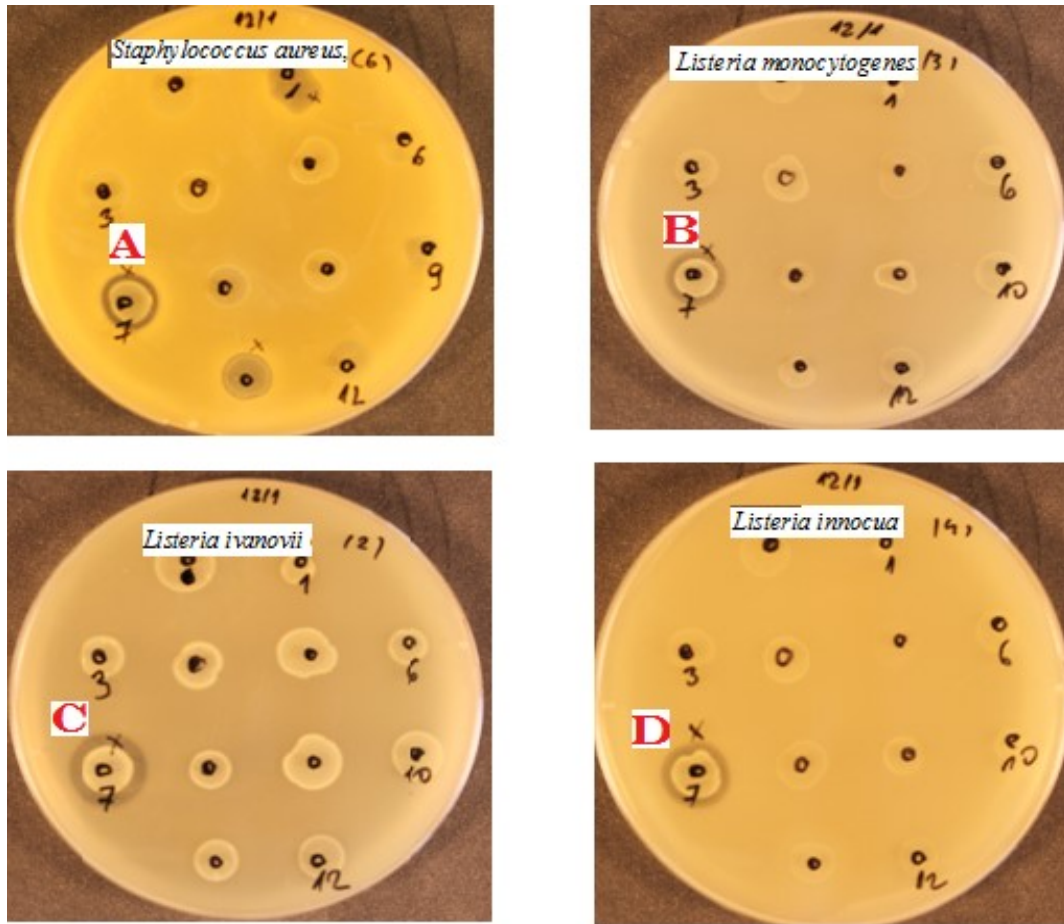 12/1
Staphylococcus aureus, (6)
1 x
6
3
A
9
x
7
x
12
12/1
Listeria monocytogenes (3)
1
3
6
B
x
7
10
12
12/1
Listeria ivanovii (2)
1
3
6
C
x
7
10
12
12/1
Listeria innocua (4)
1
3
6
D
x
7
10
12